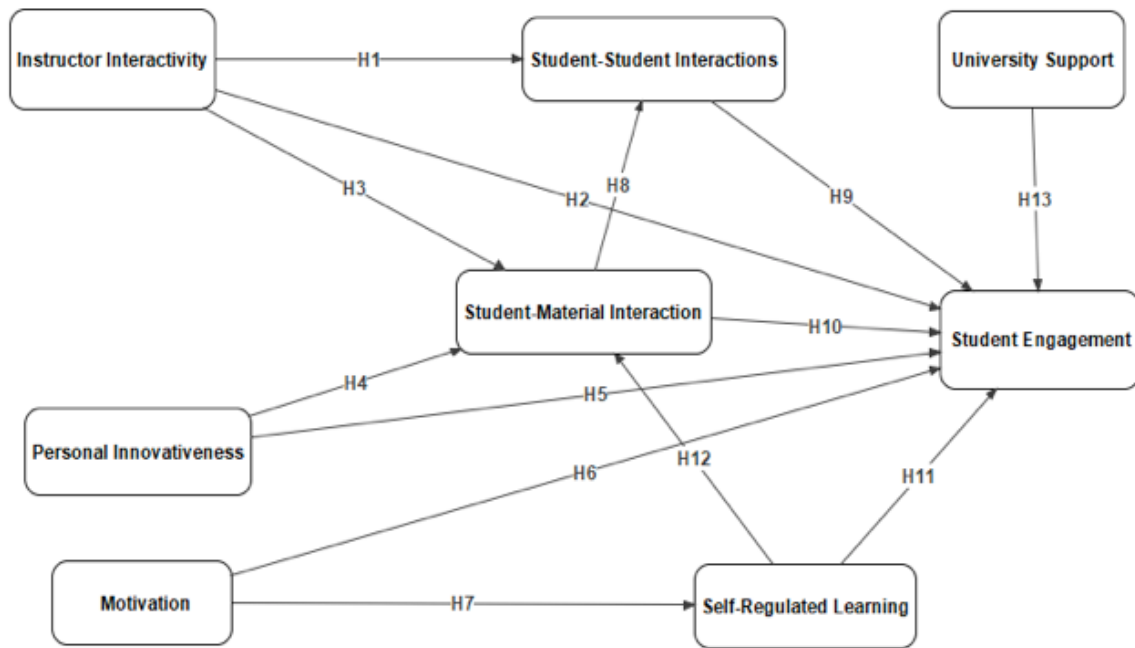 Instructor Interactivity
H1
Student-Student Interactions
University Support
H3
H8
H2
H9
H13
Student-Material Interaction
H10
Student Engagement
H4
H5
Personal Innovativeness
H12
H6
H11
Motivation
H7
Self-Regulated Learning